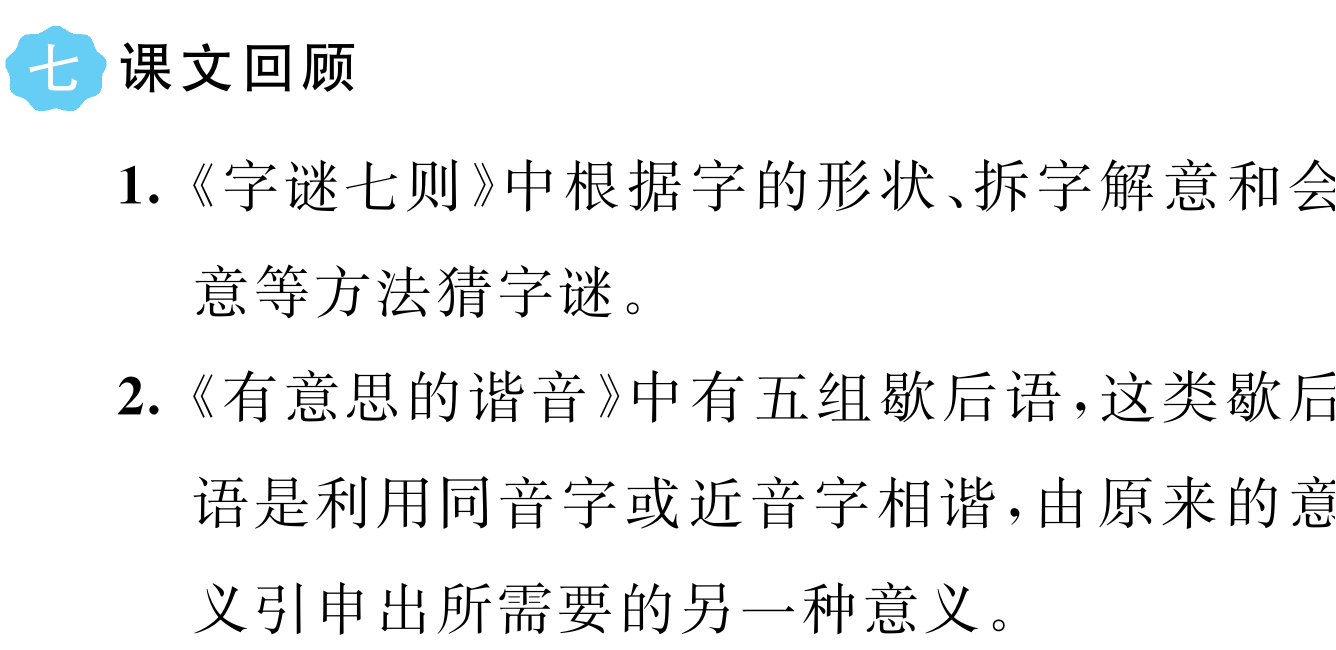 七 课文回顾
1.《字谜七则》中根据字的形状、拆字解意和会
意等方法猜字谜。
2.《有意思的谐音》中有五组歇后语,这类歇后
语是利用同音字或近音字相谐,由原来的意
义引申出所需要的另一种意义。